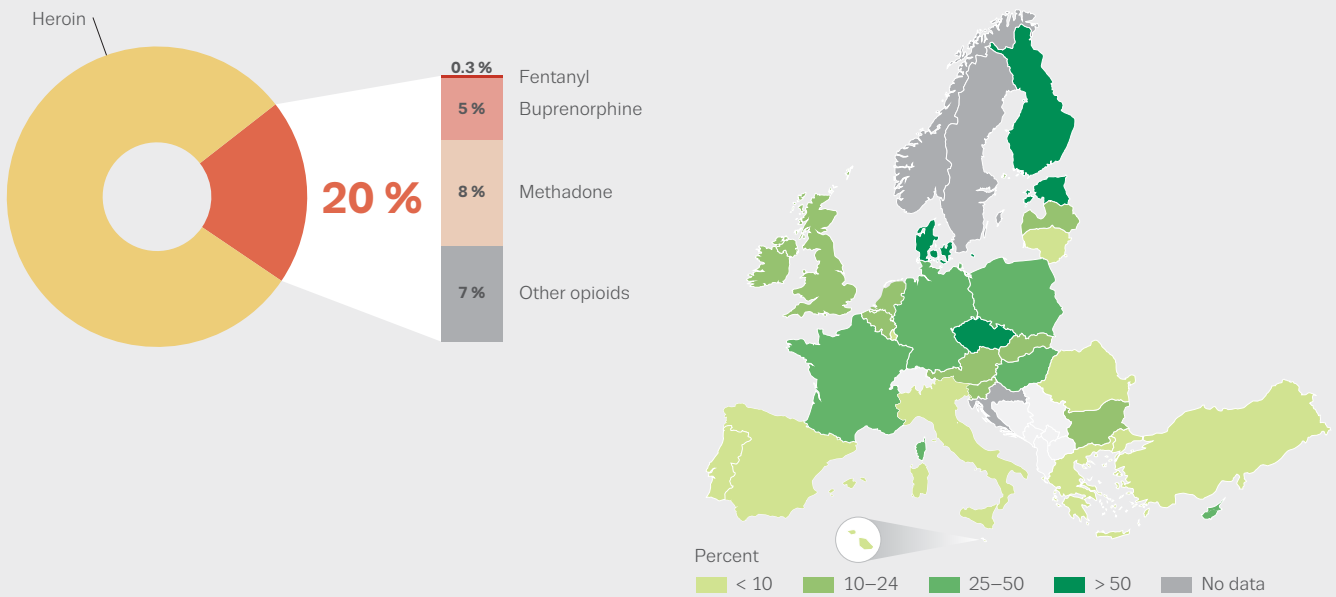 Heroin
20 %
0.3 %
Fentanyl
5 %
Buprenorphine
8 %
Methadone
7 %
Other opioids
Percent
< 10
10–24
25–50
> 50
No data